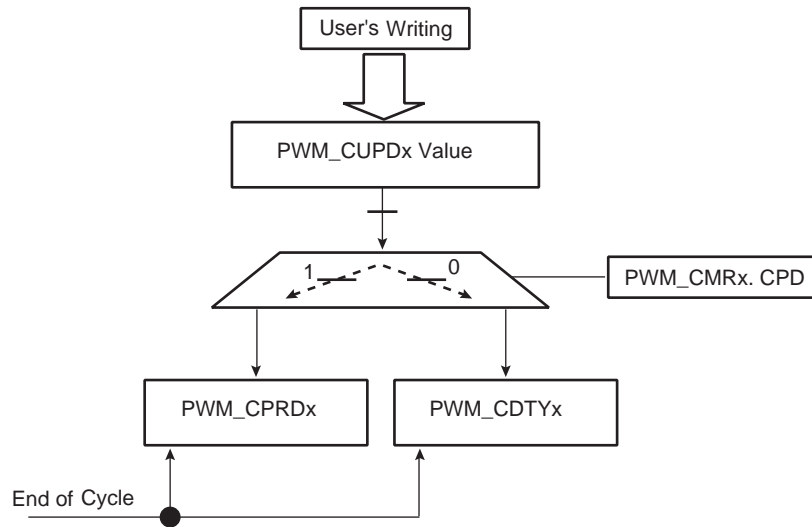 User's Writing
PWM_CUPDx Value
1
0
PWM_CMRx. CPD
PWM_CPRDx
PWM_CDTYx
End of Cycle